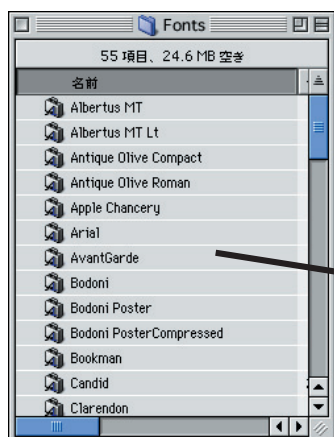 Fonts
55 項目、24.6 MB 空き
名前
Albertus MT
Albertus MT Lt
Antique Olive Compact
Antique Olive Roman
Apple Chancery
Arial
AvantGarde
Bodoni
Bodoni Poster
Bodoni PosterCompressed
Bookman
Candid
Clarendon